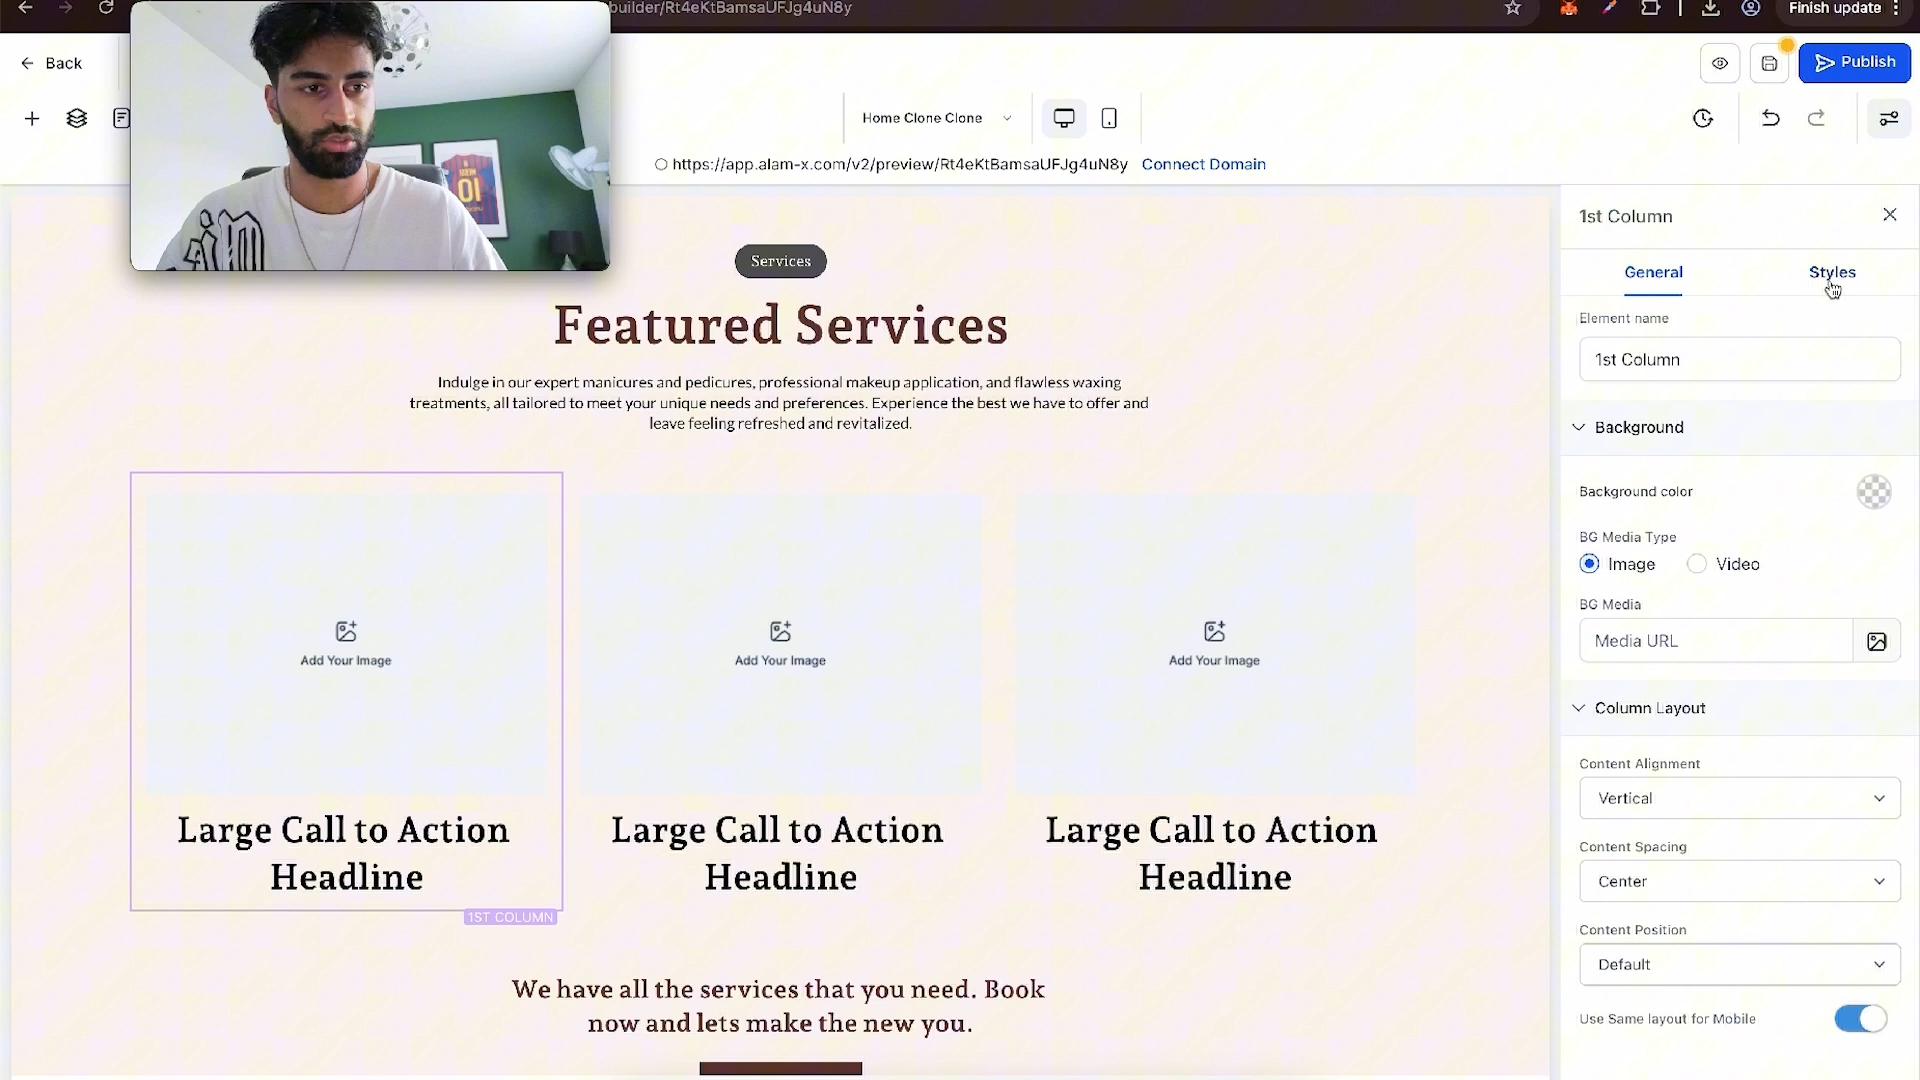 builder/Rt4eKtBamsaUFJg4uN8y
Finish update
Back
Publish
Home Clone Clone
https://app.alam-x.com/v2/preview/Rt4eKtBamsaUFJg4uN8y Connect Domain
10
Services
Featured Services
Indulge in our expert manicures and pedicures, professional makeup application, and flawless waxing
treatments, all tailored to meet your unique needs and preferences. Experience the best we have to offer and
leave feeling refreshed and revitalized.
Add Your Image
Add Your Image
Add Your Image
Large Call to Action
Headline
Large Call to Action
Headline
Large Call to Action
Headline
1ST COLUMN
We have all the services that you need. Book
now and lets make the new you.
1st Column
General
Styles
Element name
1st Column
Background
Background color
BG Media Type
Image
Video
BG Media
Media URL
Column Layout
Content Alignment
Vertical
Content Spacing
Center
Content Position
Default
Use Same layout for Mobile